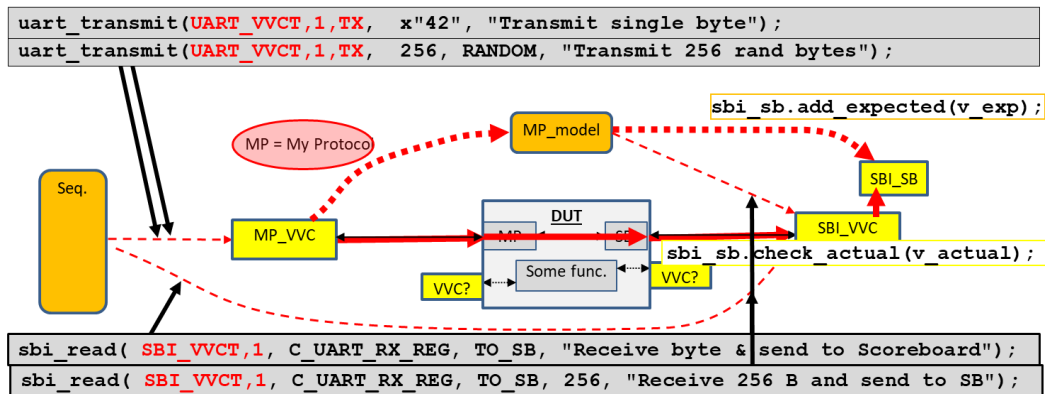 uart_transmit(UART_VVCT,1,TX, x"42", "Transmit single byte");
uart_transmit(UART_VVCT,1,TX, 256, RANDOM, "Transmit 256 rand bytes");
sbi_sb.add_expected(v_exp);
MP_model
MP = My Protocol
Seq.
SBI_SB
DUT
MP_VVC
MP
SBI_VVC
sbi_sb.check_actual(v_actual);
Some func.
VVC?
VVC?
sbi_read( SBI_VVCT,1, C_UART_RX_REG, TO_SB, "Receive byte & send to Scoreboard");
sbi_read( SBI_VVCT,1, C_UART_RX_REG, TO_SB, 256, "Receive 256 B and send to SB");